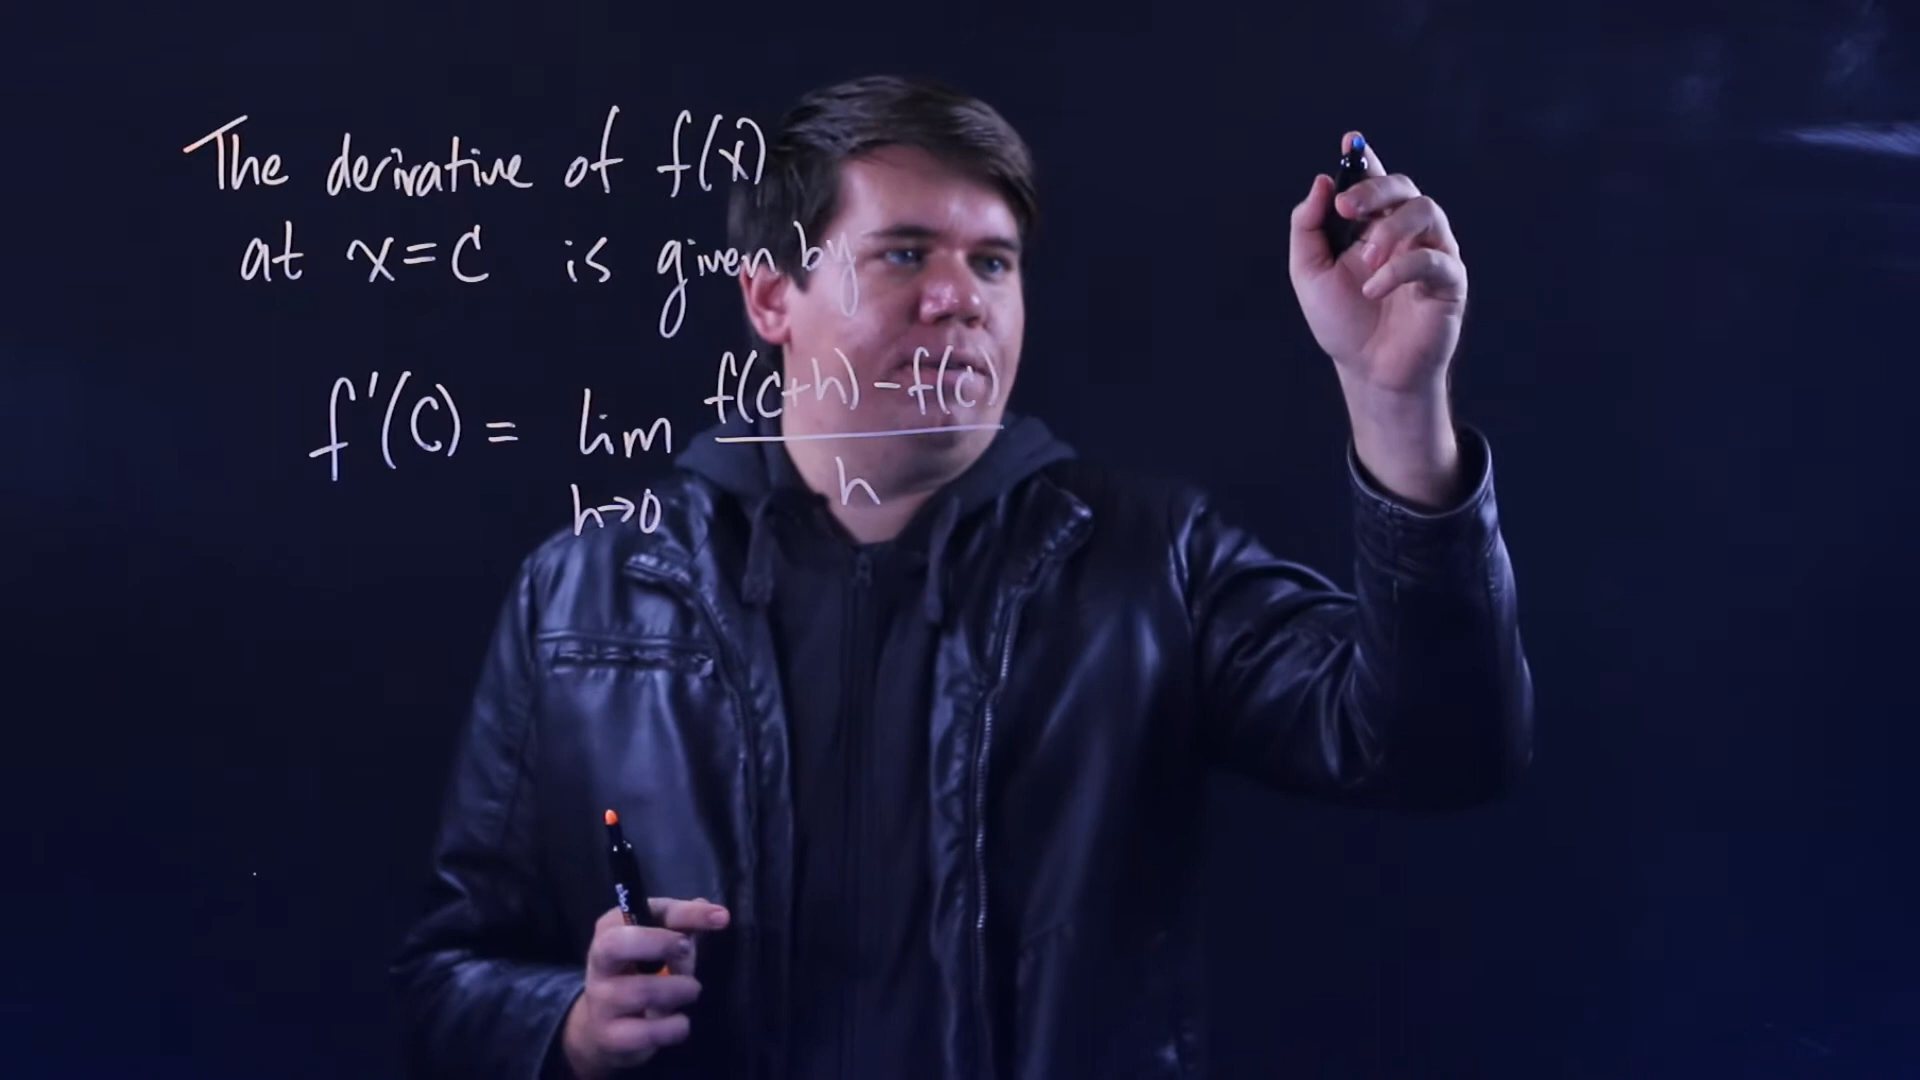 The derivative of f(x)
at x=c is given by
f'(c) = lim h→0 f(c+h) - f(c) / h